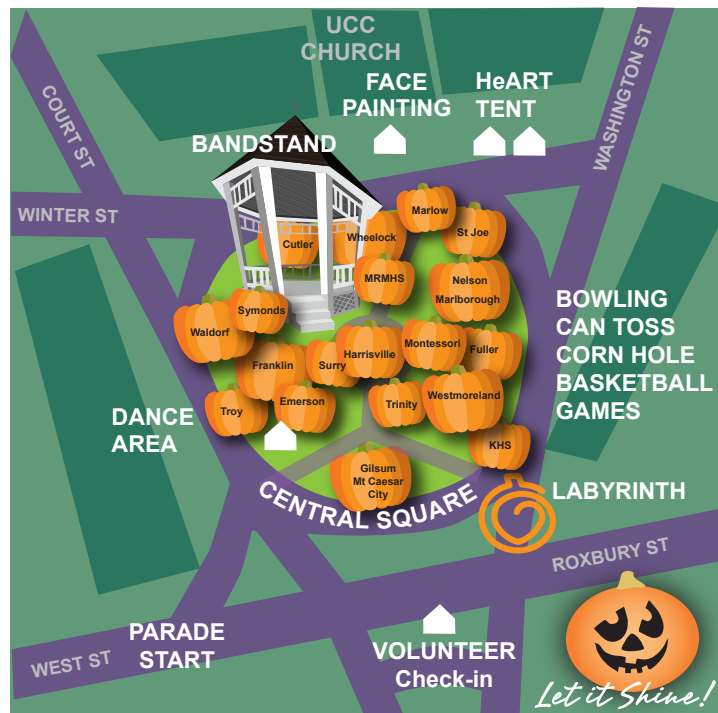 UCC
CHURCH
FACE
PAINTING
HeART
TENT
WASHINGTON ST
COURT ST
BANDSTAND
WINTER ST
Marlow
St Joe
Cutler
Wheelock
MRMHS
Nelson
Marlborough
Symonds
Waldorf
BOWLING
CAN TOSS
CORN HOLE
BASKETBALL
GAMES
Franklin
Surry
Harrisville
Montessori
Fuller
Troy
Emerson
Trinity
Westmoreland
DANCE
AREA
KHS
Gilsum
Mt Caesar
City
CENTRAL SQUARE
LABYRINTH
ROXBURY ST
PARADE
START
WEST ST
VOLUNTEER
Check-in
Let it Shine!